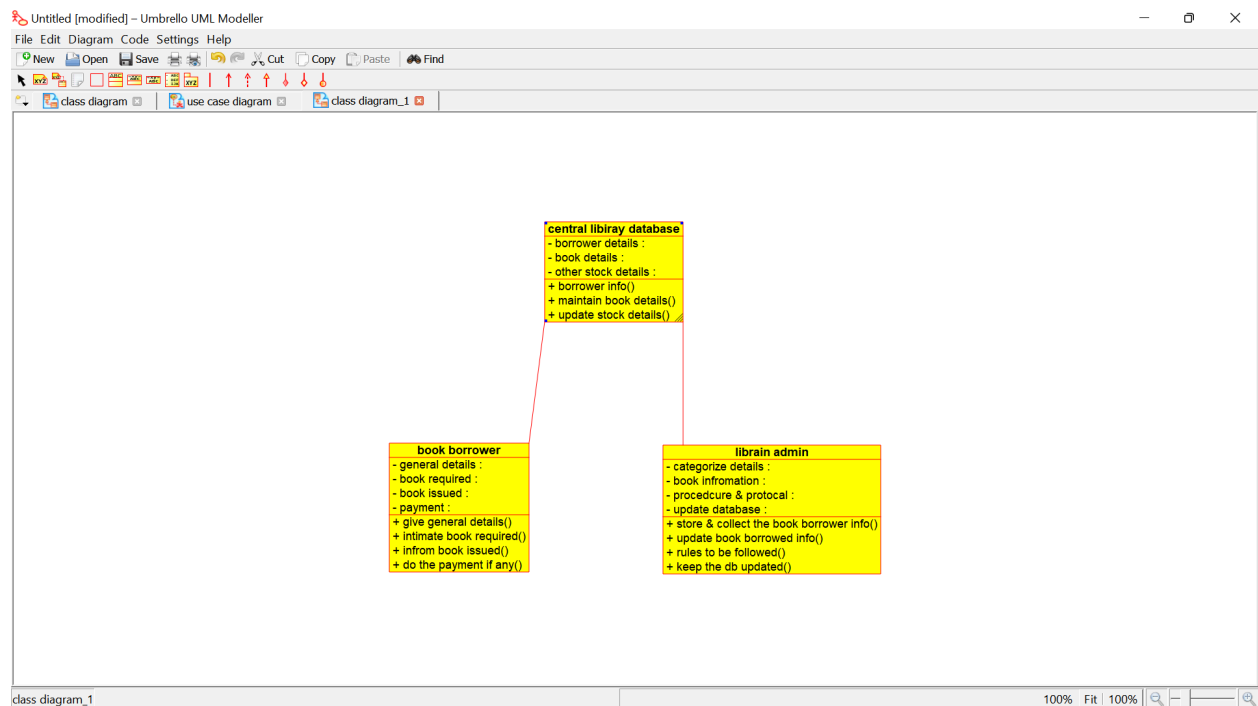 Untitled [modified] – Umbrello UML Modeller
File Edit Diagram Code Settings Help
New Open Save Cut Copy Paste Find
class diagram use case diagram class diagram_1
central libiray database
- borrower details :
- book details :
- other stock details :
+ borrower info()
+ maintain book details()
+ update stock details()
book borrower
- general details :
- book required :
- book issued :
- payment :
+ give general details()
+ intimate book required()
+ infrom book issued()
+ do the payment if any()
librain admin
- categorize details :
- book infromation :
- procedcure & protocal :
- update database :
+ store & collect the book borrower info()
+ update book borrowed info()
+ rules to be followed()
+ keep the db updated()
class diagram_1 100% Fit 100%